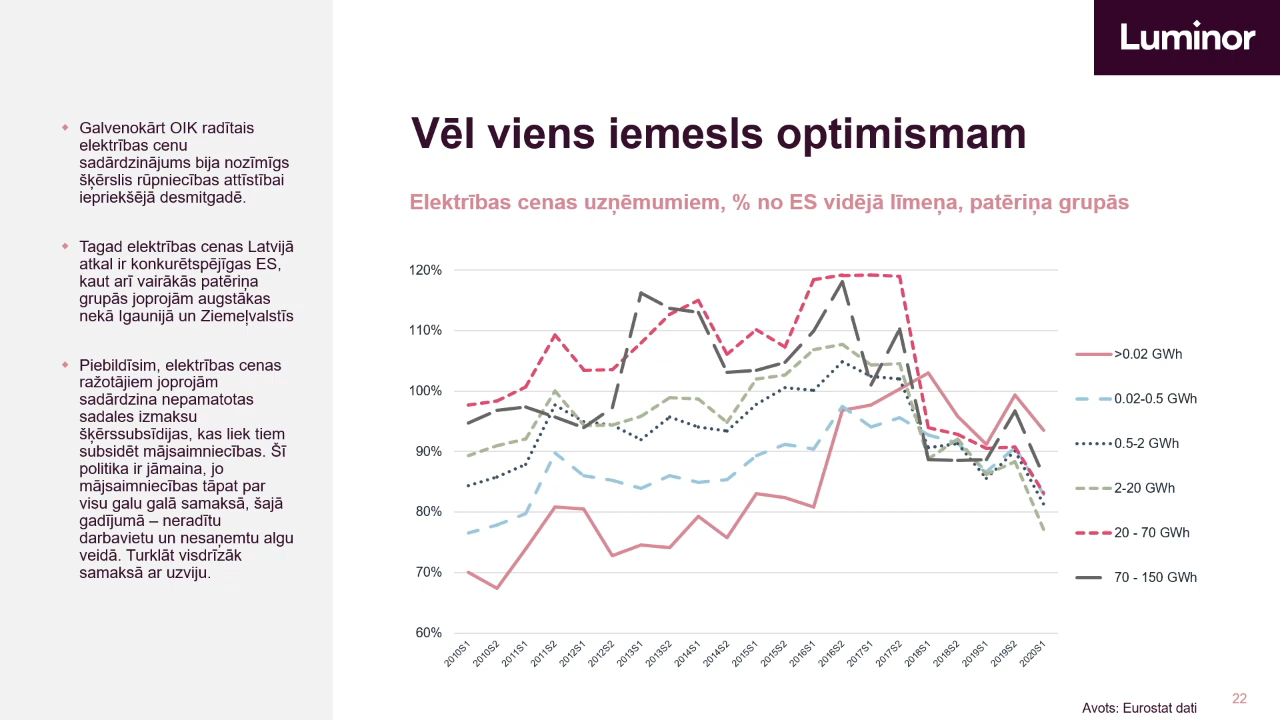 Luminor
Galvenokārt OIK radītais
elektrības cenu
sadārdzinājums bija nozīmīgs
šķērslis rūpniecības attīstībai
iepriekšējā desmitgadē.
Tagad elektrības cenas Latvijā
atkal ir konkurētspējīgas ES,
kaut arī vairākās patēriņa
grupās joprojām augstākas
nekā Igaunijā un Ziemeļvalstīs
Piebildīsim, elektrības cenas
ražotājiem joprojām
sadārdzina nepamatotas
sadales izmaksu
šķērssubsīdijas, kas liek tiem
subsidēt mājsaimniecības. Šī
politika ir jāmaina, jo
mājsaimniecības tāpat par
visu galu galā samaksā, šajā
gadījumā – neradītu
darbavietu un nesaņemtu algu
veidā. Turklāt visdrīzāk
samaksā ar uzviju.
Vēl viens iemesls optimismam
Elektrības cenas uzņēmumiem, % no ES vidējā līmeņa, patēriņa grupās
120%
110%
100%
90%
80%
70%
60%
2010S1
2010S2
2011S1
2011S2
2012S1
2012S2
2013S1
2013S2
2014S1
2014S2
2015S1
2015S2
2016S1
2016S2
2017S1
2017S2
2018S1
2018S2
2019S1
2019S2
2020S1
>0.02 GWh
0.02-0.5 GWh
0.5-2 GWh
2-20 GWh
20 - 70 GWh
70 - 150 GWh
Avots: Eurostat dati
22